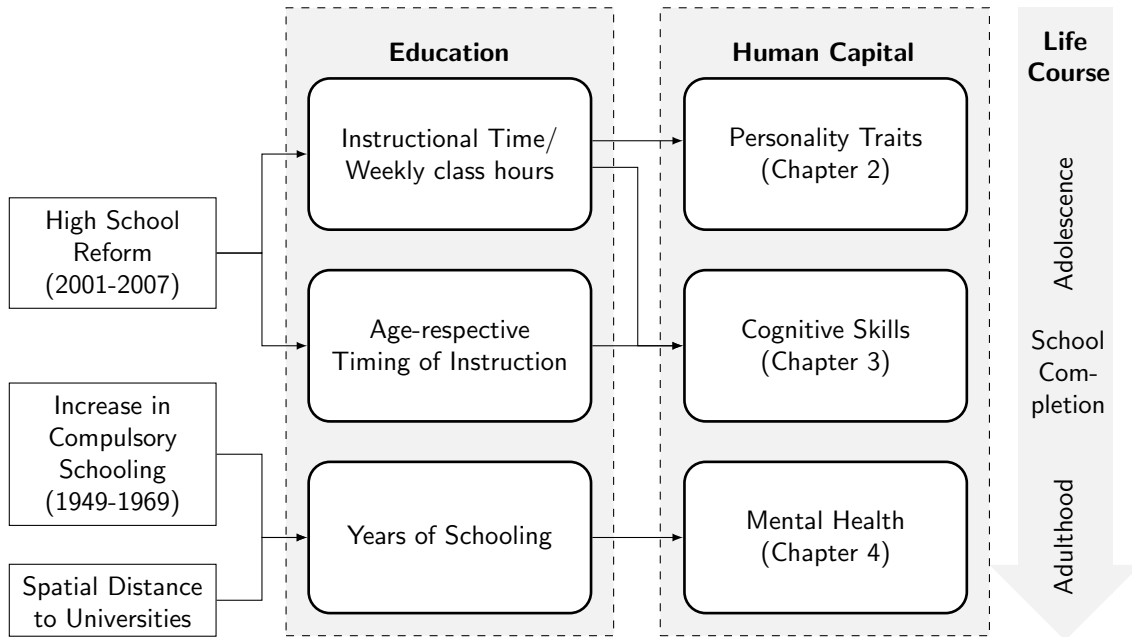 High School
Reform
(2001-2007)
Increase in
Compulsory
Schooling
(1949-1969)
Spatial Distance
to Universities
Education
Instructional Time/
Weekly class hours
Age-respective
Timing of Instruction
Years of Schooling
Human Capital
Personality Traits
(Chapter 2)
Cognitive Skills
(Chapter 3)
Mental Health
(Chapter 4)
Life
Course
Adolescence
School
Com-
pletion
Adulthood